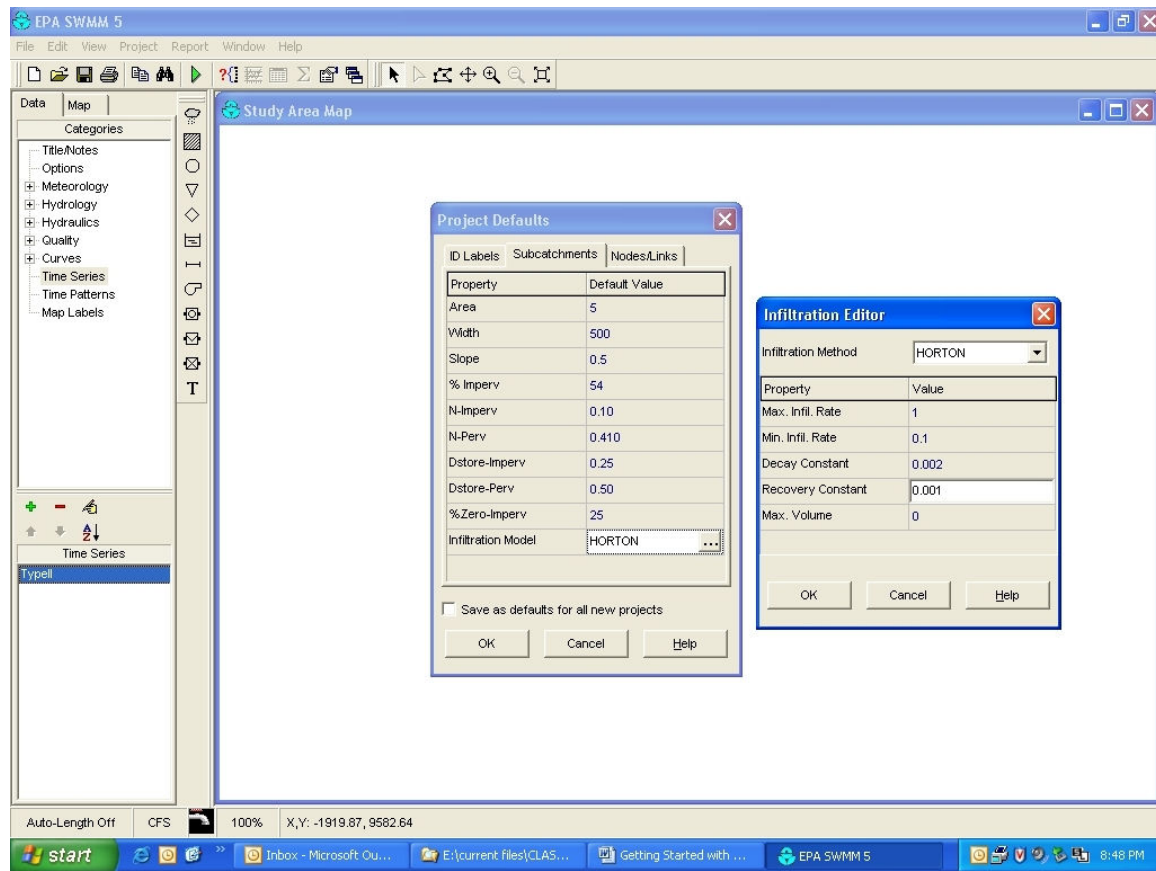 EPA SWMM 5
File Edit View Project Report Window Help
Data Map
Categories
Title/Notes
Options
Meteorology
Hydrology
Hydraulics
Quality
Curves
Time Series
Time Patterns
Map Labels
T
Time Series
TypeII
Study Area Map
Project Defaults
ID Labels Subcatchments Nodes/Links
Property Default Value
Area 5
Width 500
Slope 0.5
% Imperv 54
N-Imperv 0.10
N-Perv 0.410
Dstore-Imperv 0.25
Dstore-Perv 0.50
%Zero-Imperv 25
Infiltration Model HORTON ...
Save as defaults for all new projects
OK Cancel Help
Infiltration Editor
Infiltration Method HORTON
Property Value
Max. Infil. Rate 1
Min. Infil. Rate 0.1
Decay Constant 0.002
Recovery Constant 0.001
Max. Volume 0
OK Cancel Help
Auto-Length Off CFS 100% X,Y: -1919.87, 9582.64
start Inbox - Microsoft Ou... E:\current files\CLAS... Getting Started with ... EPA SWMM 5 8:48 PM